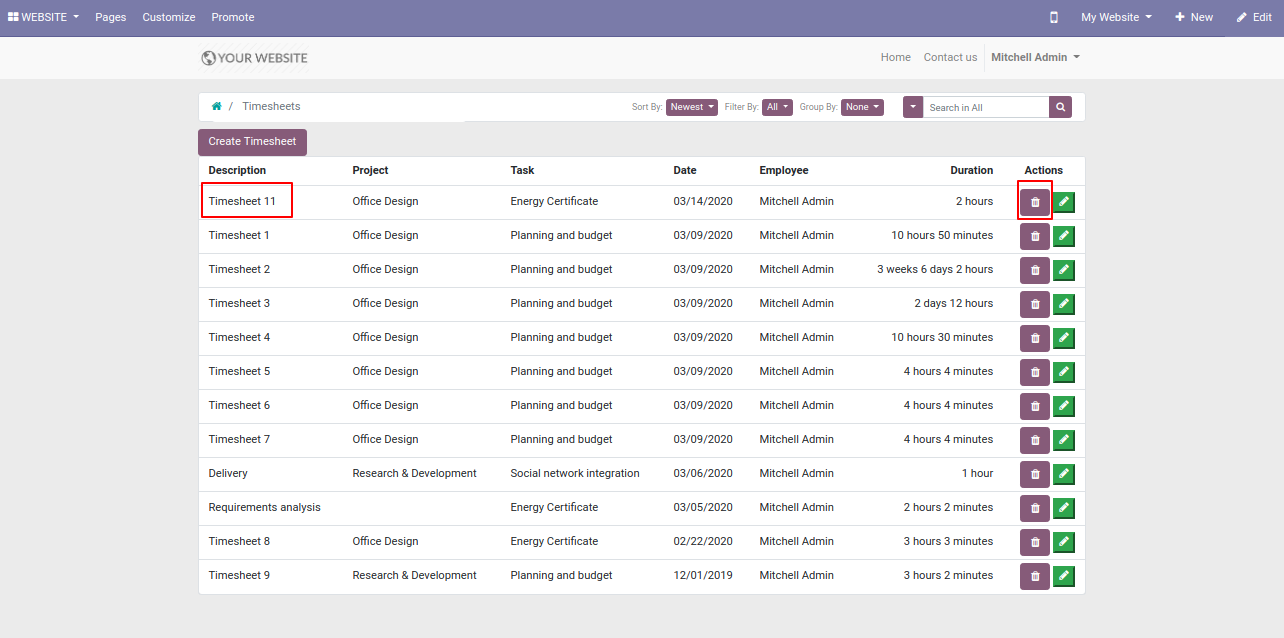 WEBSITE Pages Customize Promote My Website New Edit
YOUR WEBSITE Home Contact us Mitchell Admin
/ Timesheets Sort By: Newest Filter By: All Group By: None Search in All
Create Timesheet
Description Project Task Date Employee Duration Actions
Timesheet 11 Office Design Energy Certificate 03/14/2020 Mitchell Admin 2 hours
Timesheet 1 Office Design Planning and budget 03/09/2020 Mitchell Admin 10 hours 50 minutes
Timesheet 2 Office Design Planning and budget 03/09/2020 Mitchell Admin 3 weeks 6 days 2 hours
Timesheet 3 Office Design Planning and budget 03/09/2020 Mitchell Admin 2 days 12 hours
Timesheet 4 Office Design Planning and budget 03/09/2020 Mitchell Admin 10 hours 30 minutes
Timesheet 5 Office Design Planning and budget 03/09/2020 Mitchell Admin 4 hours 4 minutes
Timesheet 6 Office Design Planning and budget 03/09/2020 Mitchell Admin 4 hours 4 minutes
Timesheet 7 Office Design Planning and budget 03/09/2020 Mitchell Admin 4 hours 4 minutes
Delivery Research & Development Social network integration 03/06/2020 Mitchell Admin 1 hour
Requirements analysis Energy Certificate 03/05/2020 Mitchell Admin 2 hours 2 minutes
Timesheet 8 Office Design Energy Certificate 02/22/2020 Mitchell Admin 3 hours 3 minutes
Timesheet 9 Research & Development Planning and budget 12/01/2019 Mitchell Admin 3 hours 2 minutes